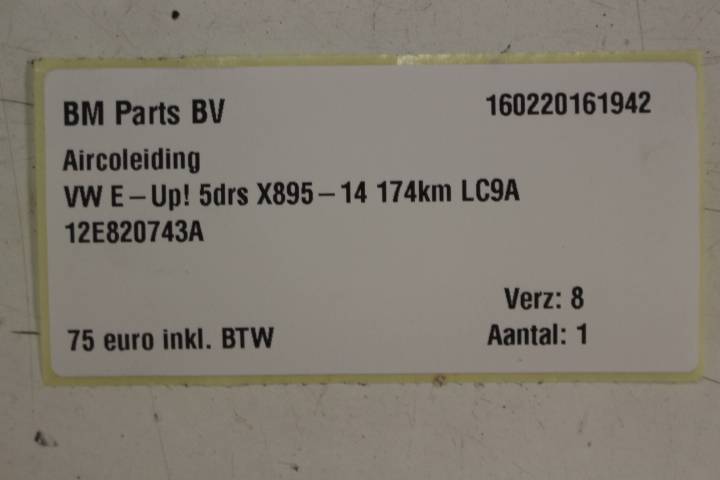 BM Parts BV 160220161942
Aircoleiding
VW E-Up! 5drs X895-14 174km LC9A
12E820743A
Verz: 8
75 euro inkl. BTW Aantal: 1